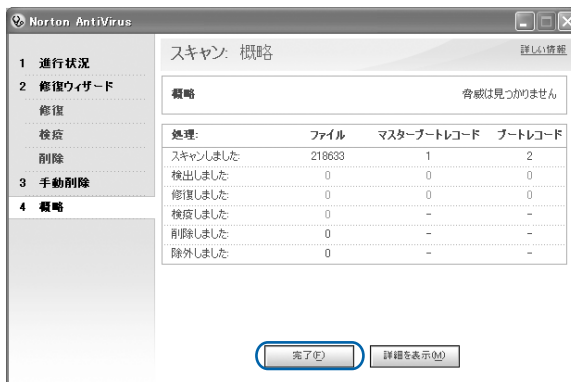 Norton AntiVirus
1 進行状況
2 修復ウィザード
修復
検疫
削除
3 手動削除
4 概略
スキャン: 概略
詳しい情報
概略 脅威は見つかりません
処理: ファイル マスターブートレコード ブートレコード
スキャンしました: 218633 1 2
検出しました: 0 0 0
修復しました: 0 0 0
検疫しました: 0 - -
削除しました: 0 - -
除外しました: 0 - -
完了(F) 詳細を表示(M)